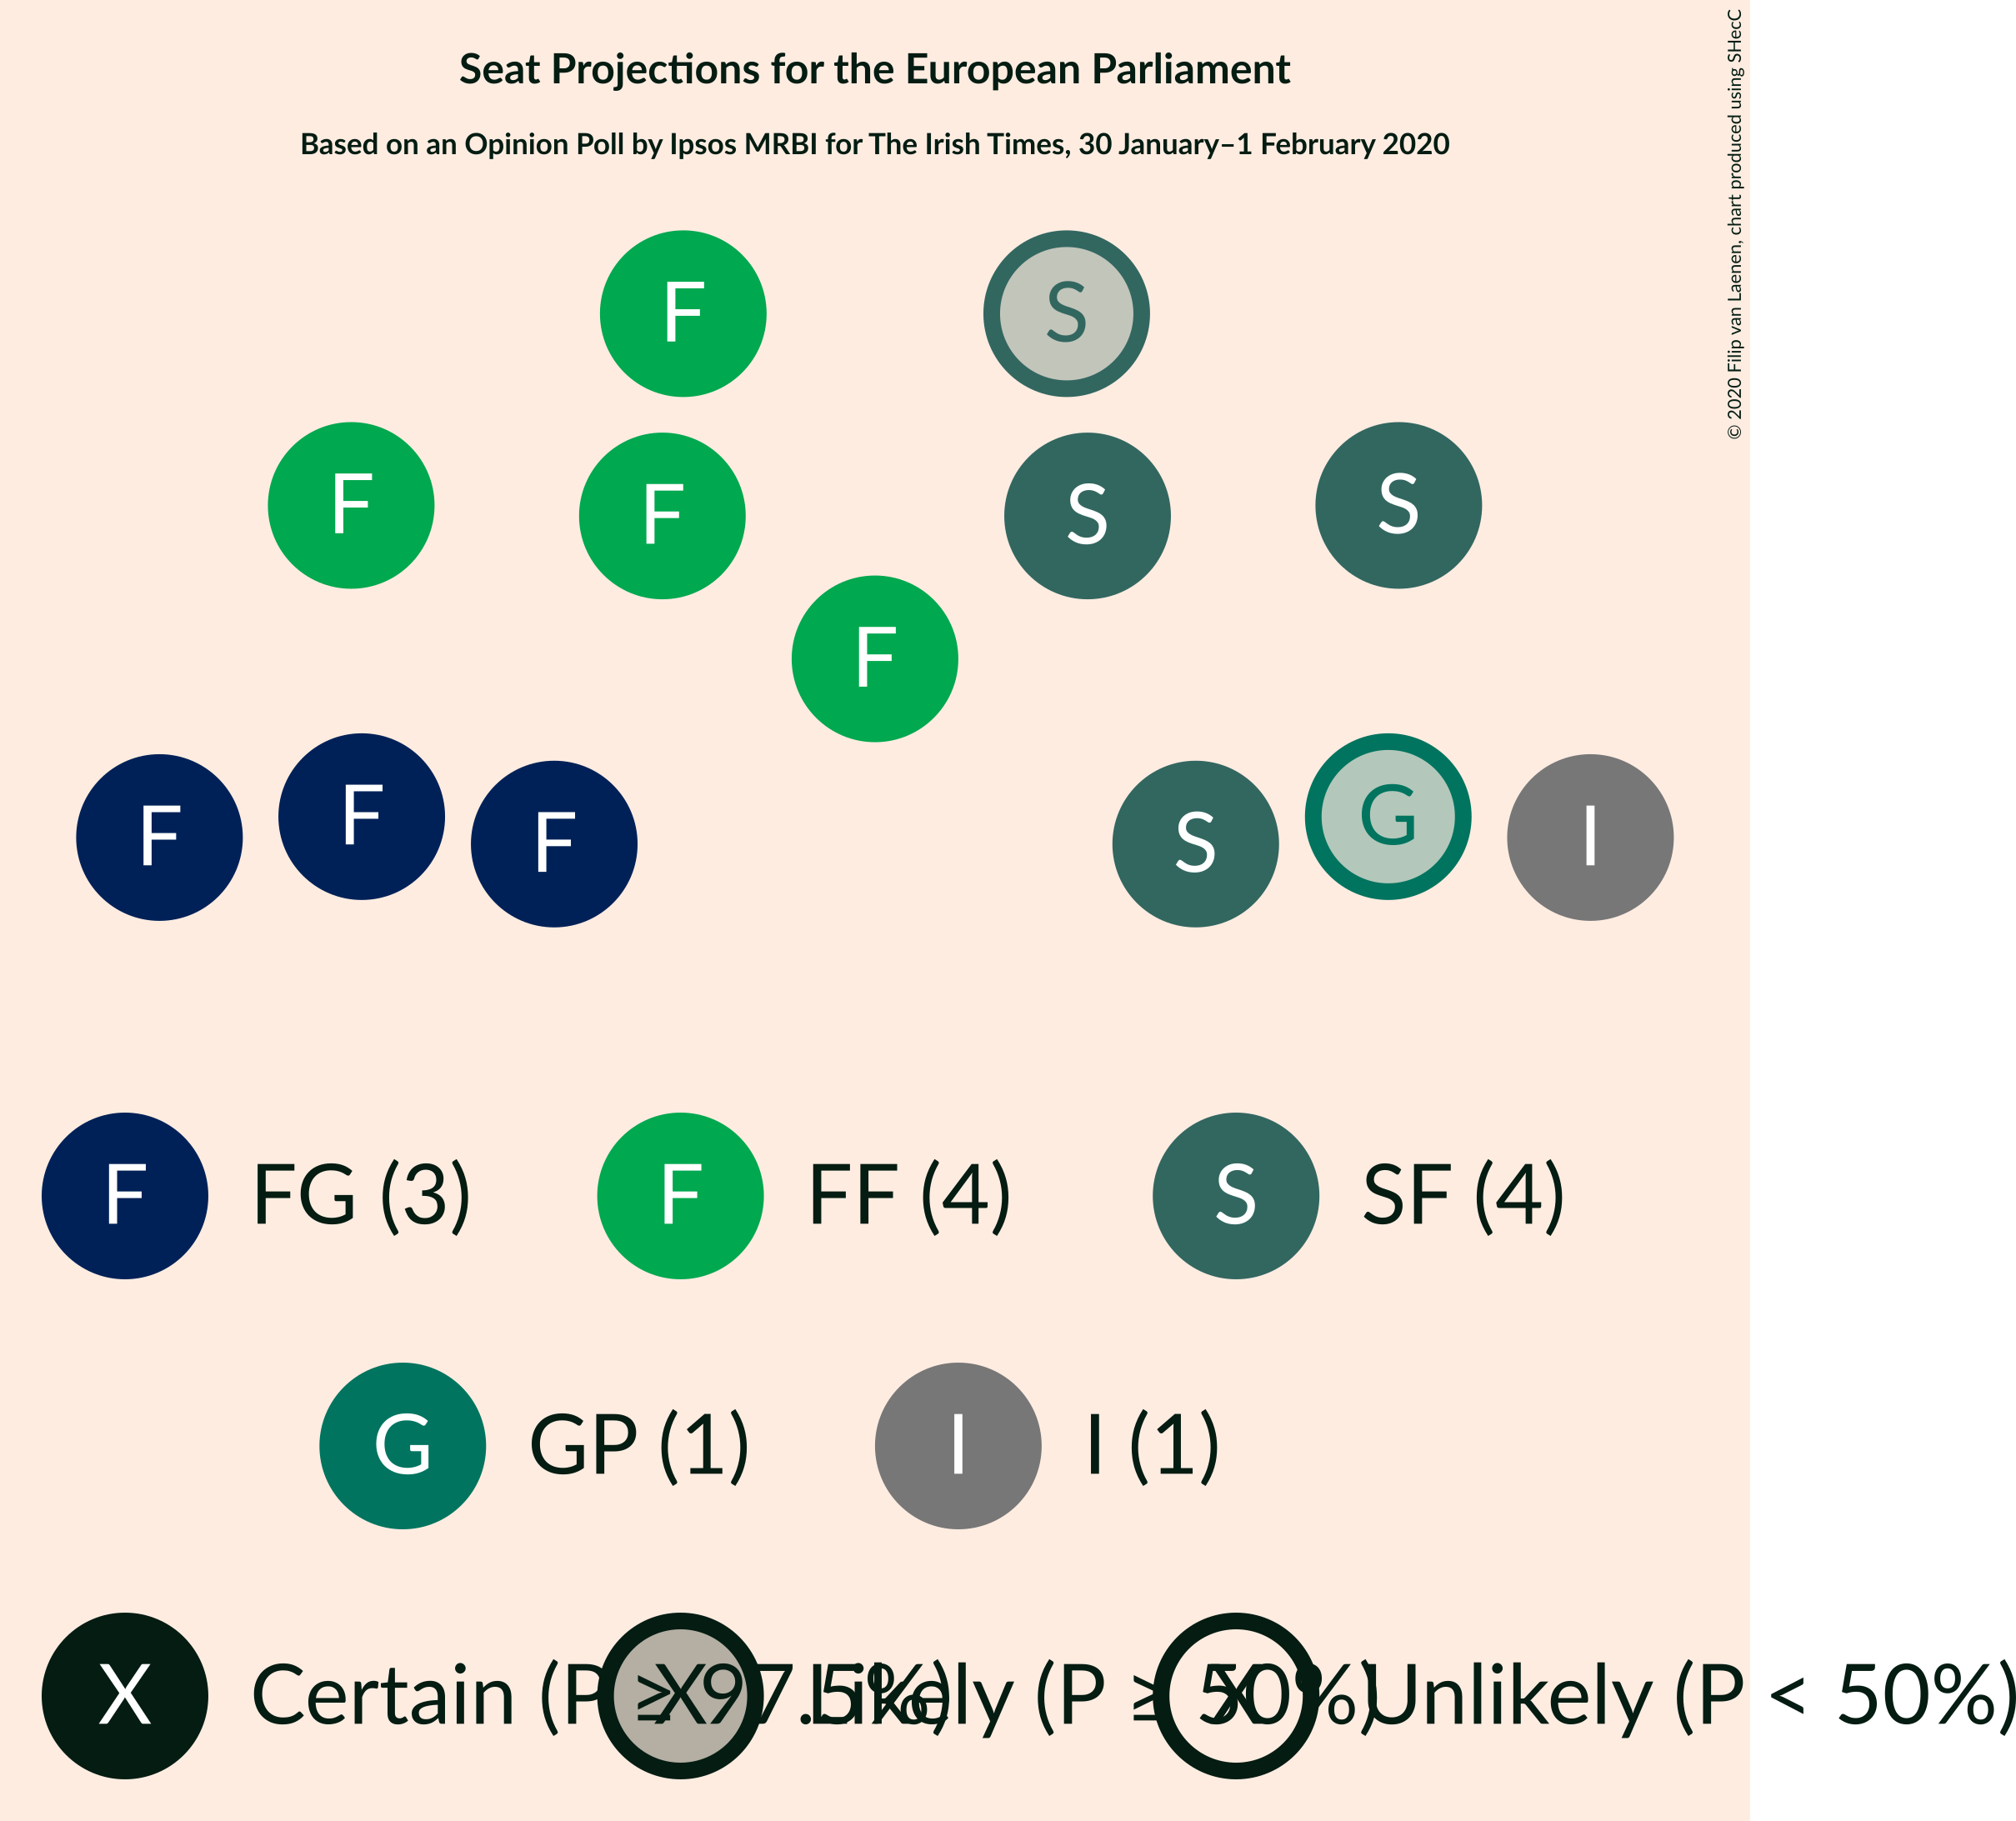 Seat Projections for the European Parliament
Based on an Opinion Poll by Ipsos MRBI for The Irish Times, 30 January–1 February 2020
© 2020 Filip van Laenen, chart produced using SHecC
F S
F F S S
F
F F F S G I
F FG (3) F FF (4) S SF (4)
G GP (1) I I (1)
X Certain (P ≥ 97.5%) X Likely (P ≥ 50%) X Unlikely (P < 50%)